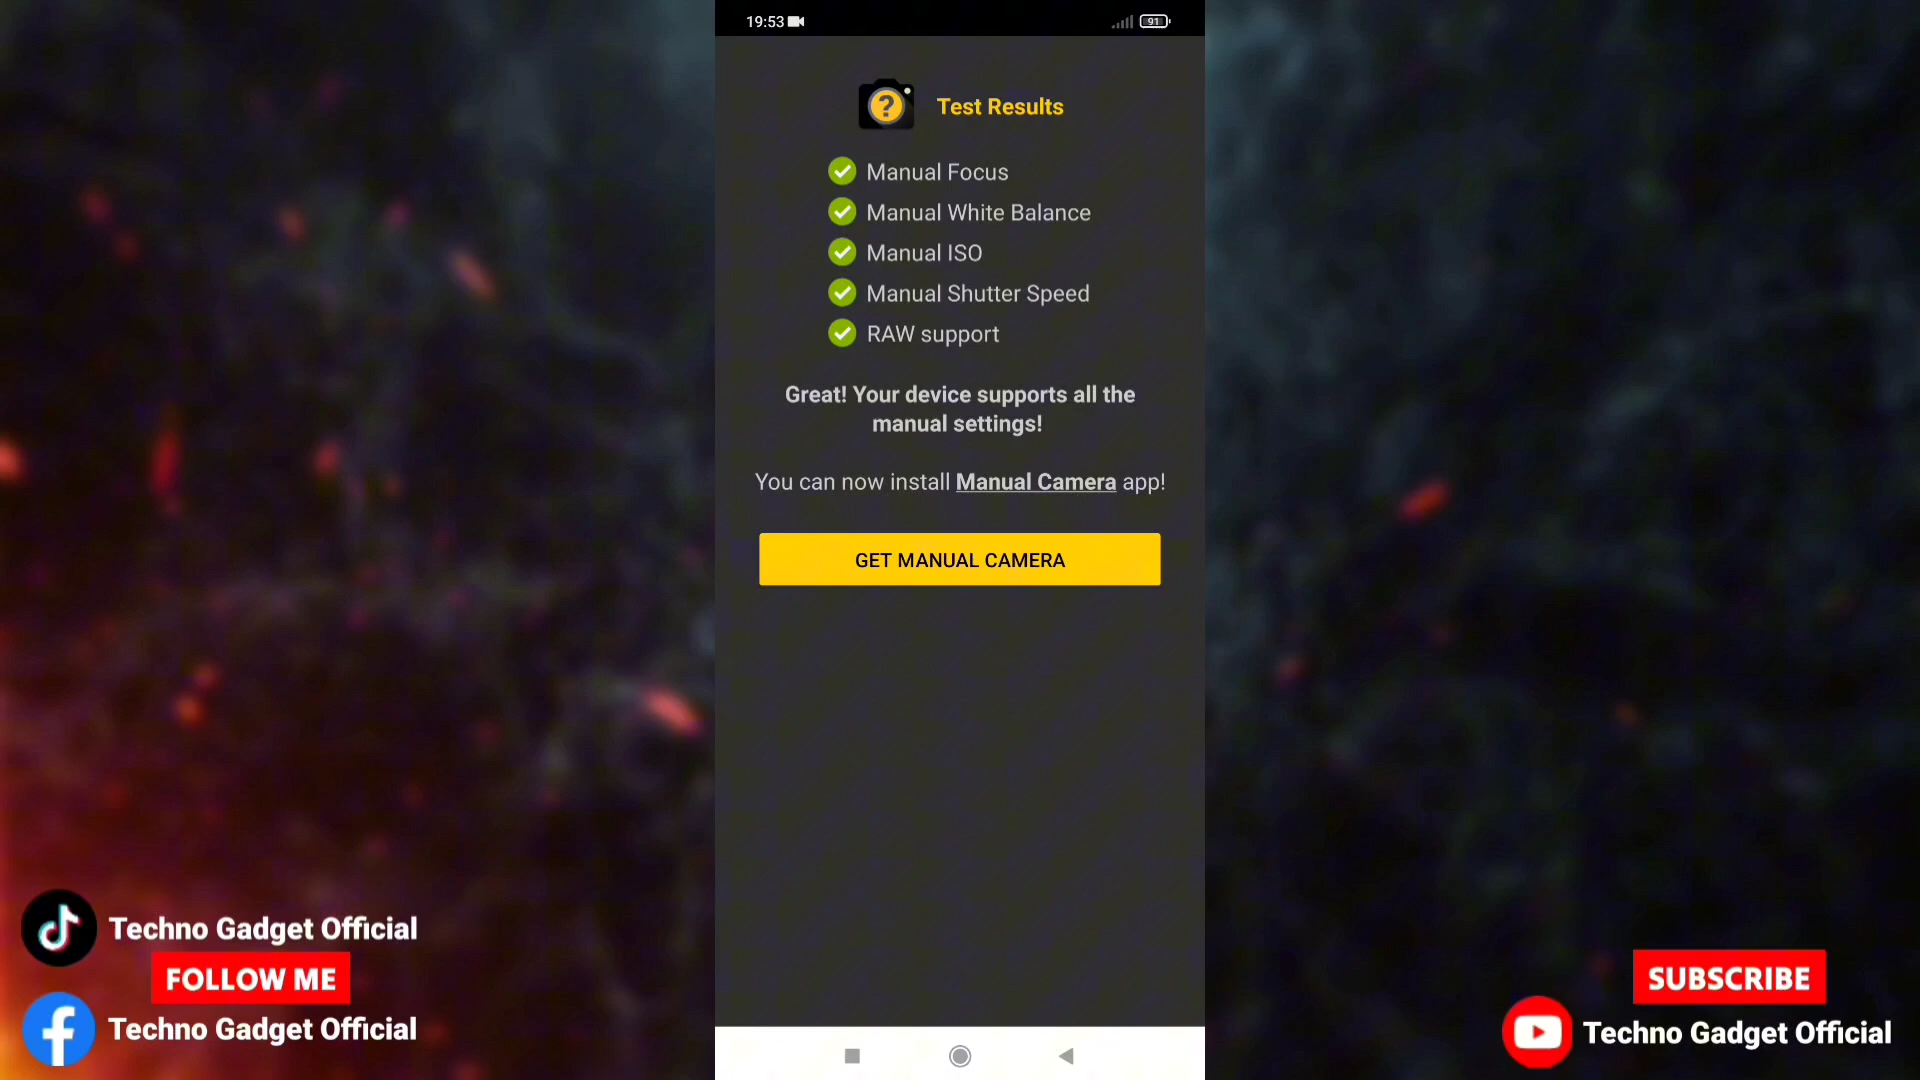 19:53
91
?
Test Results
Manual Focus
Manual White Balance
Manual ISO
Manual Shutter Speed
RAW support
Great! Your device supports all the
manual settings!
You can now install Manual Camera app!
GET MANUAL CAMERA
Techno Gadget Official
FOLLOW ME
Techno Gadget Official
SUBSCRIBE
Techno Gadget Official